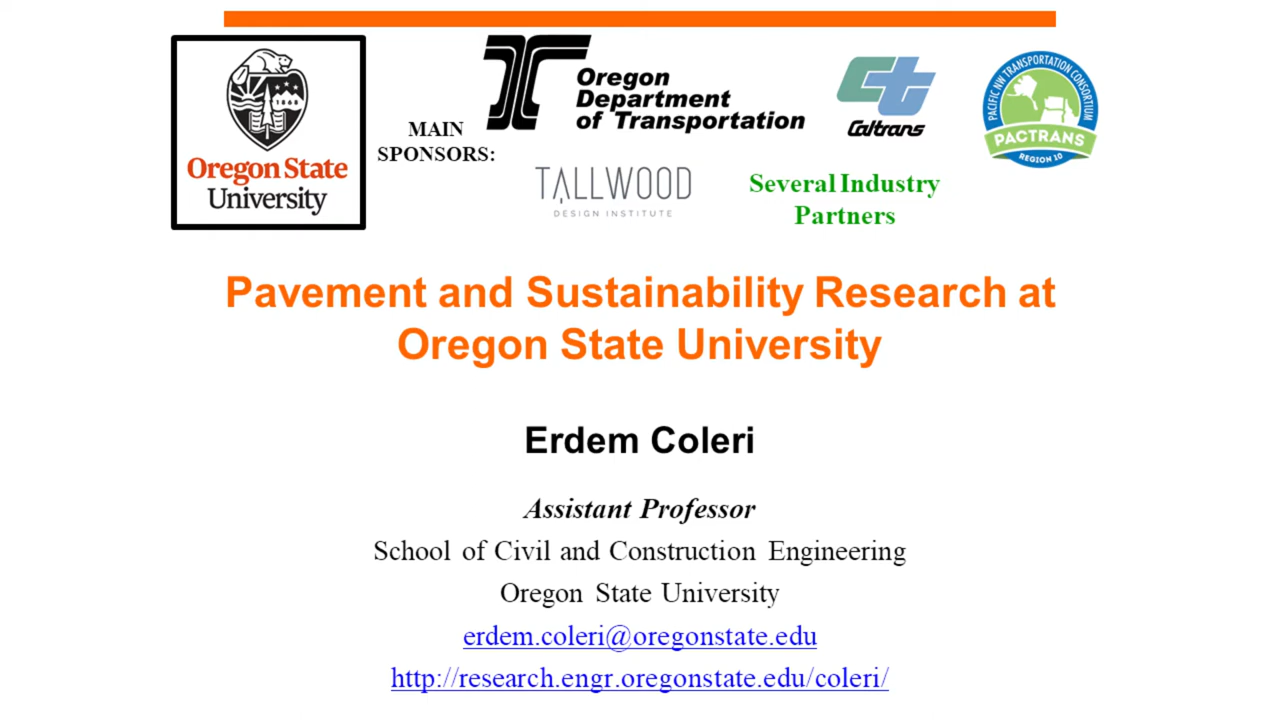 Oregon State
University
MAIN
SPONSORS:
Oregon
Department
of Transportation
Caltrans
PACIFIC NW TRANSPORTATION CONSORTIUM
PACTRANS
REGION 10
TALLWOOD
DESIGN INSTITUTE
Several Industry
Partners
Pavement and Sustainability Research at
Oregon State University
Erdem Coleri
Assistant Professor
School of Civil and Construction Engineering
Oregon State University
erdem.coleri@oregonstate.edu
http://research.engr.oregonstate.edu/coleri/